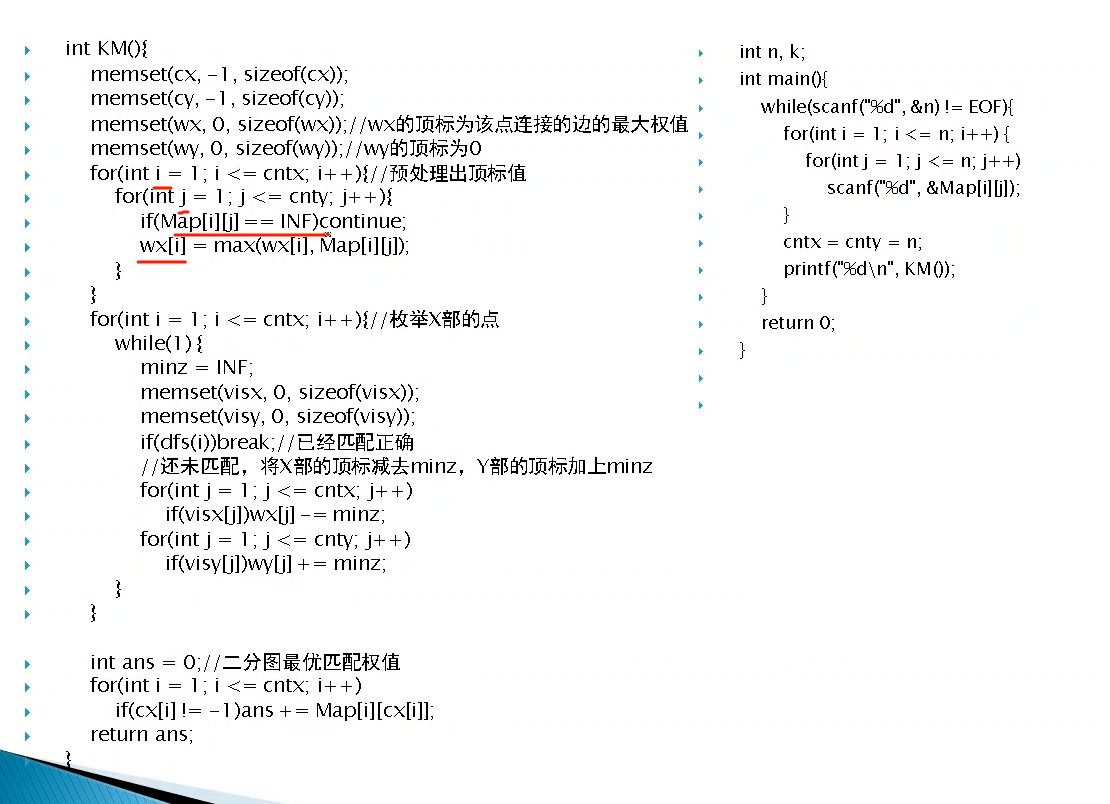 int KM(){
memset(cx, -1, sizeof(cx));
memset(cy, -1, sizeof(cy));
memset(wx, 0, sizeof(wx));//wx的顶标为该点连接的边的最大权值
memset(wy, 0, sizeof(wy));//wy的顶标为0
for(int i = 1; i <= cntx; i++){//预处理出顶标值
for(int j = 1; j <= cnty; j++){
if(Map[i][j] == INF)continue;
wx[i] = max(wx[i], Map[i][j]);
}
}
for(int i = 1; i <= cntx; i++){//枚举X部的点
while(1) {
minz = INF;
memset(visx, 0, sizeof(visx));
memset(visy, 0, sizeof(visy));
if(dfs(i))break;//已经匹配正确
//还未匹配，将X部的顶标减去minz，Y部的顶标加上minz
for(int j = 1; j <= cntx; j++)
if(visx[j])wx[j] -= minz;
for(int j = 1; j <= cnty; j++)
if(visy[j])wy[j] += minz;
}
}
int ans = 0;//二分图最优匹配权值
for(int i = 1; i <= cntx; i++)
if(cx[i] != -1)ans += Map[i][cx[i]];
return ans;
}
int n, k;
int main(){
while(scanf("%d", &n) != EOF){
for(int i = 1; i <= n; i++) {
for(int j = 1; j <= n; j++)
scanf("%d", &Map[i][j]);
}
cntx = cnty = n;
printf("%d\n", KM());
}
return 0;
}